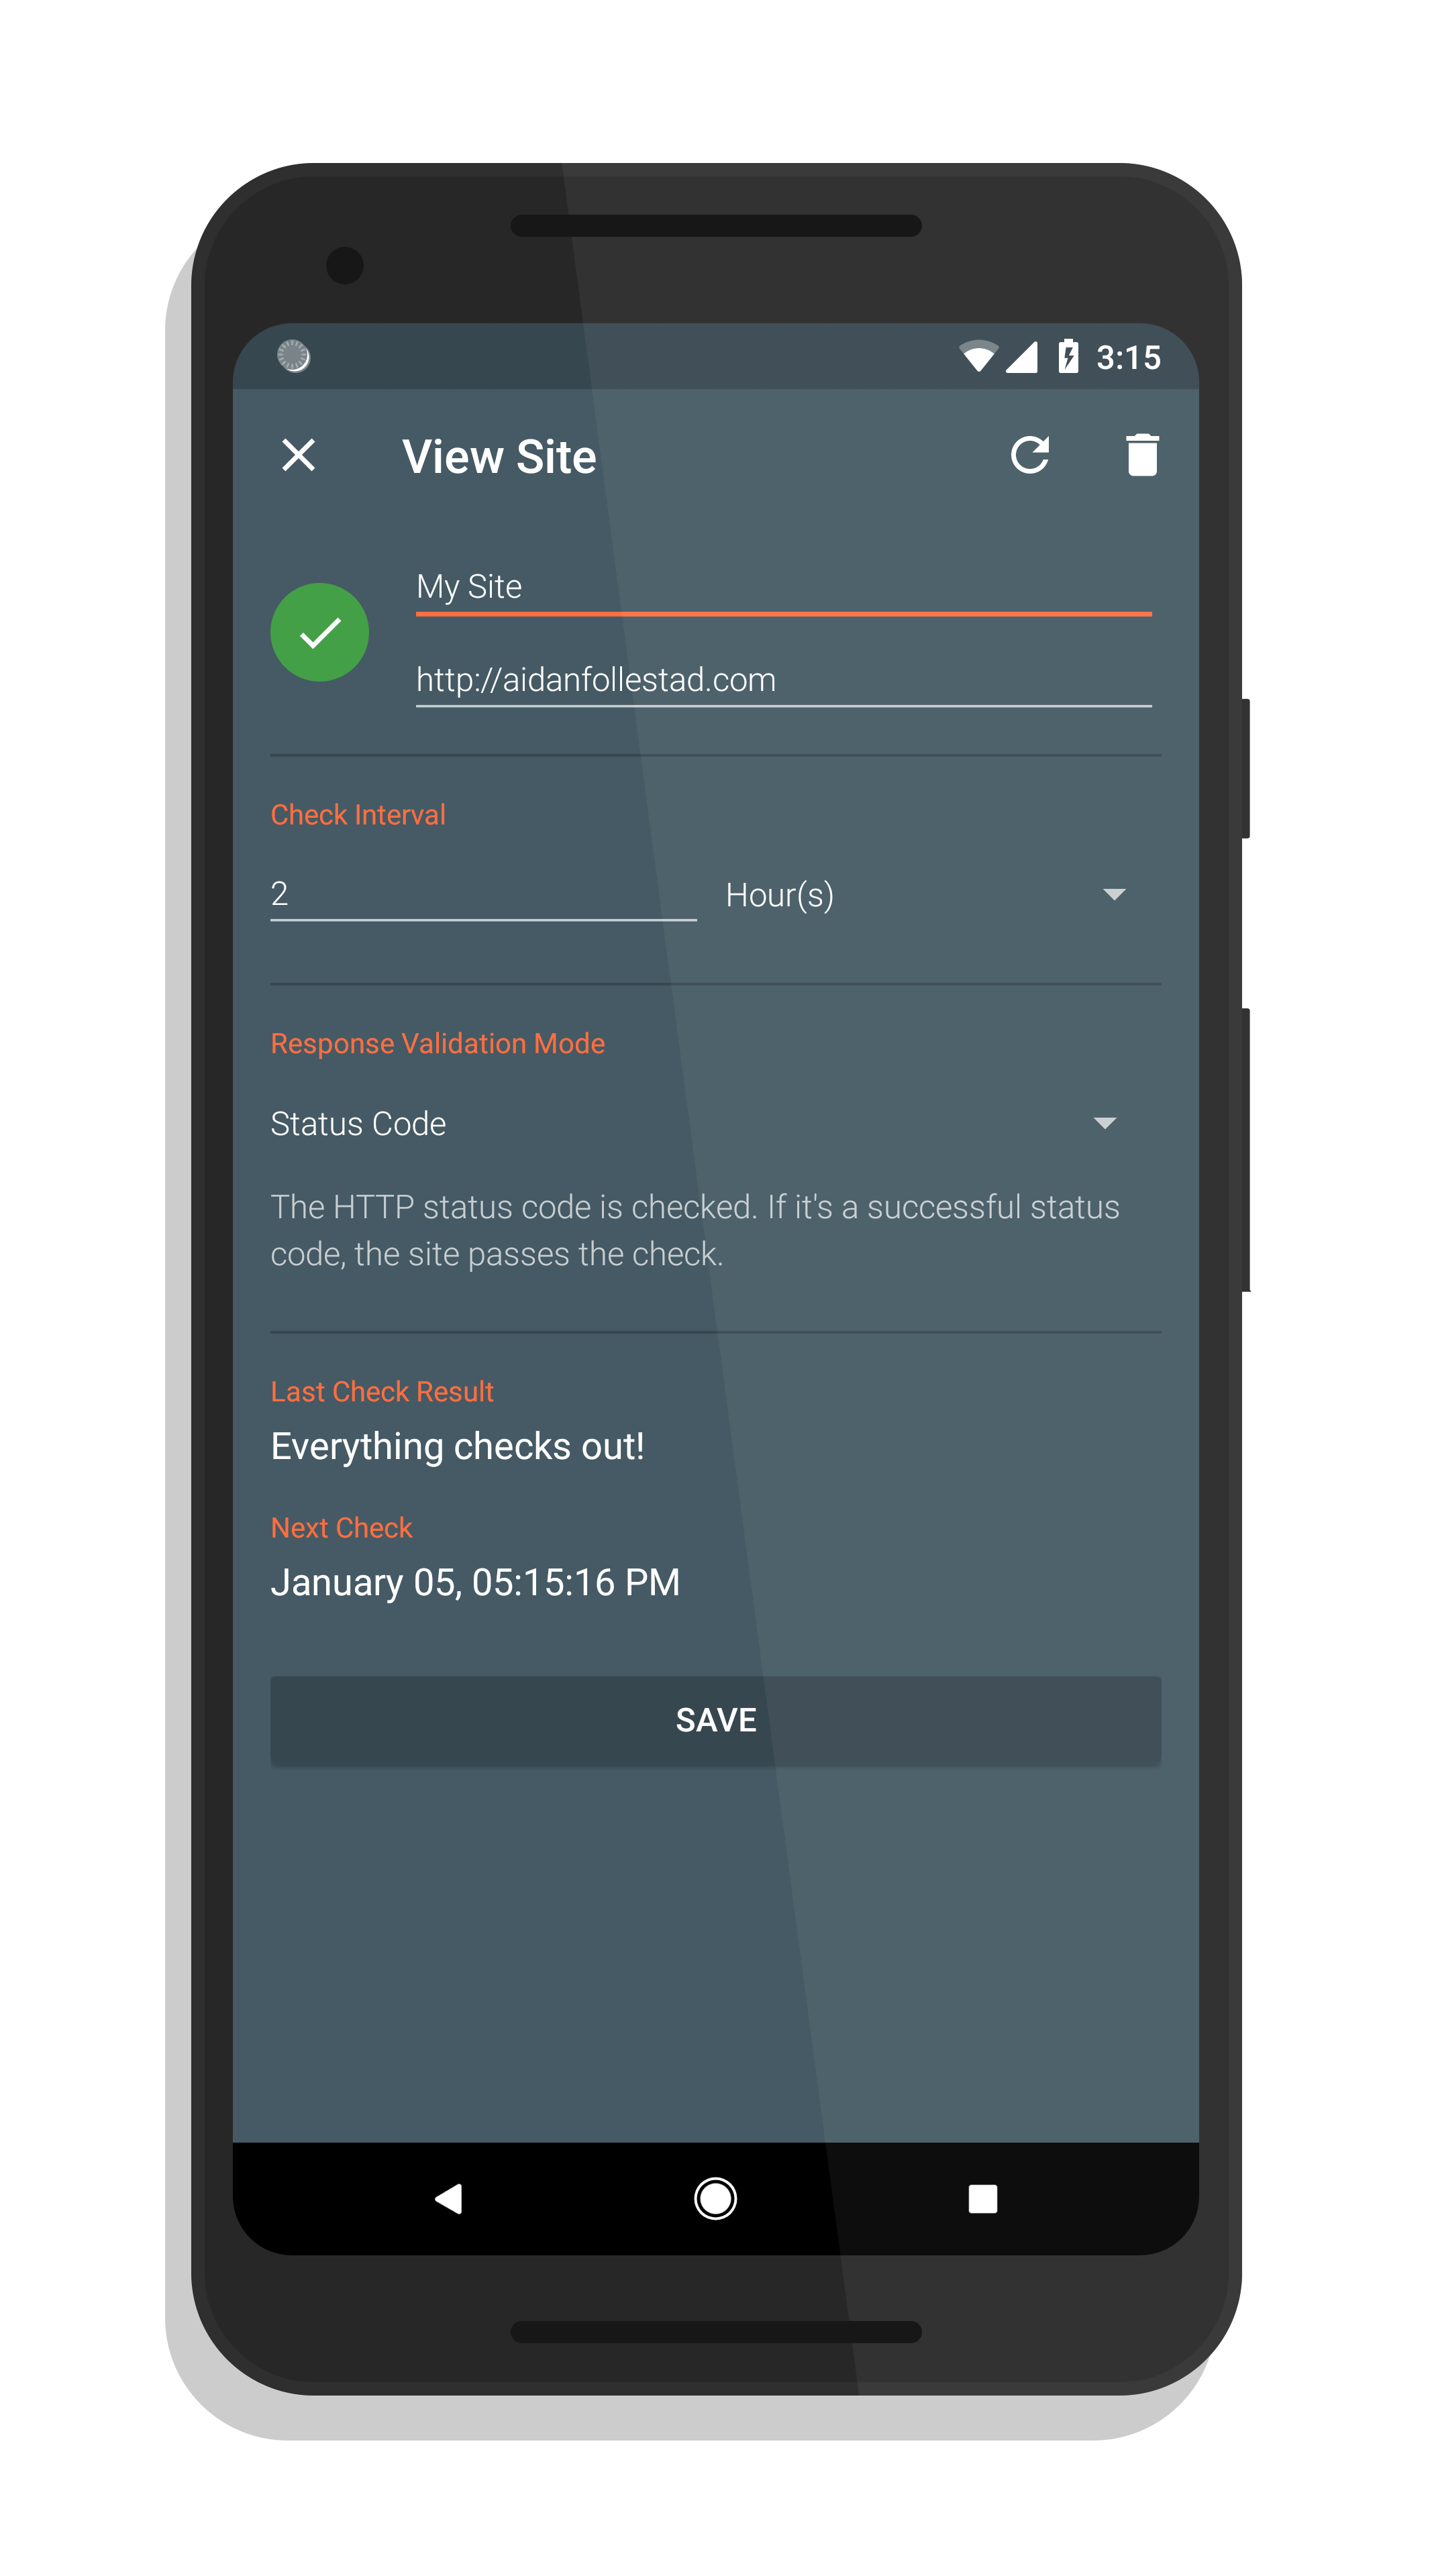 3:15
View Site
My Site
http://aidanfollestad.com
Check Interval
2 Hour(s)
Response Validation Mode
Status Code
The HTTP status code is checked. If it's a successful status
code, the site passes the check.
Last Check Result
Everything checks out!
Next Check
January 05, 05:15:16 PM
SAVE